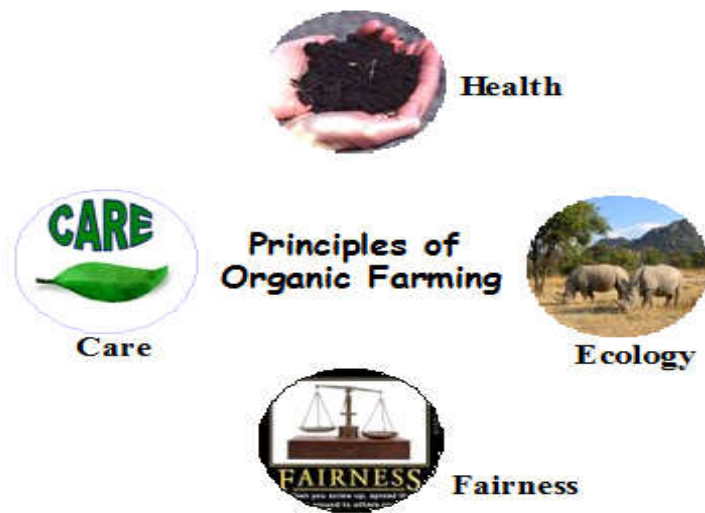 Health
CARE
Principles of
Organic Farming
Care
Ecology
FAIRNESS
Fairness